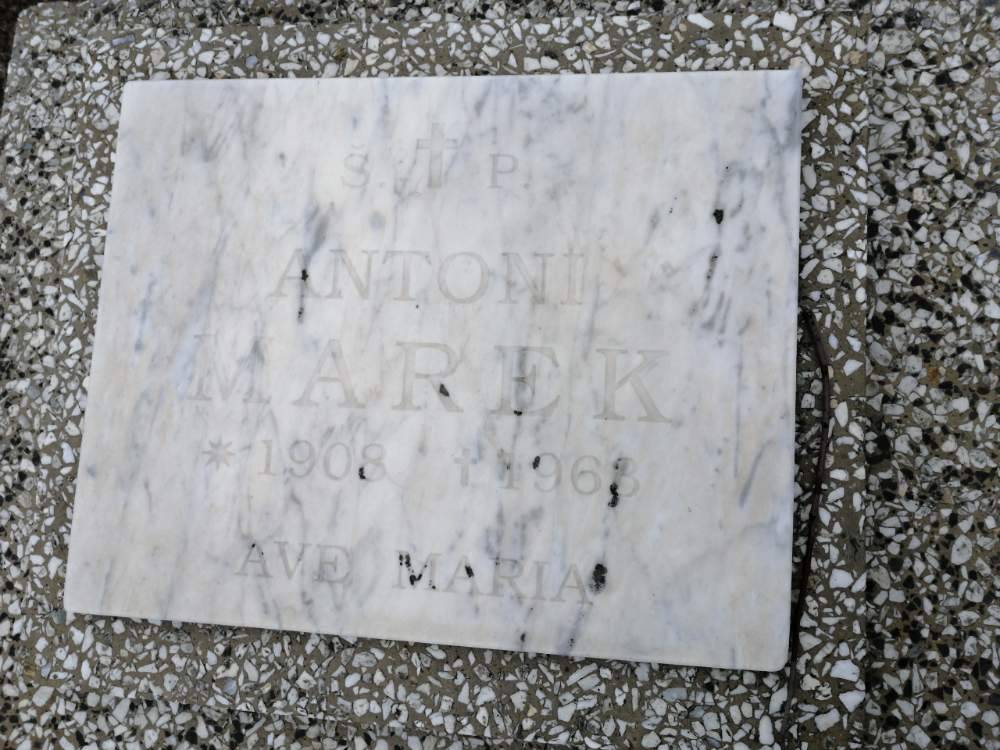 Ś. † P.
ANTONI
MAREK
* 1908 † 1968
AVE MARIA